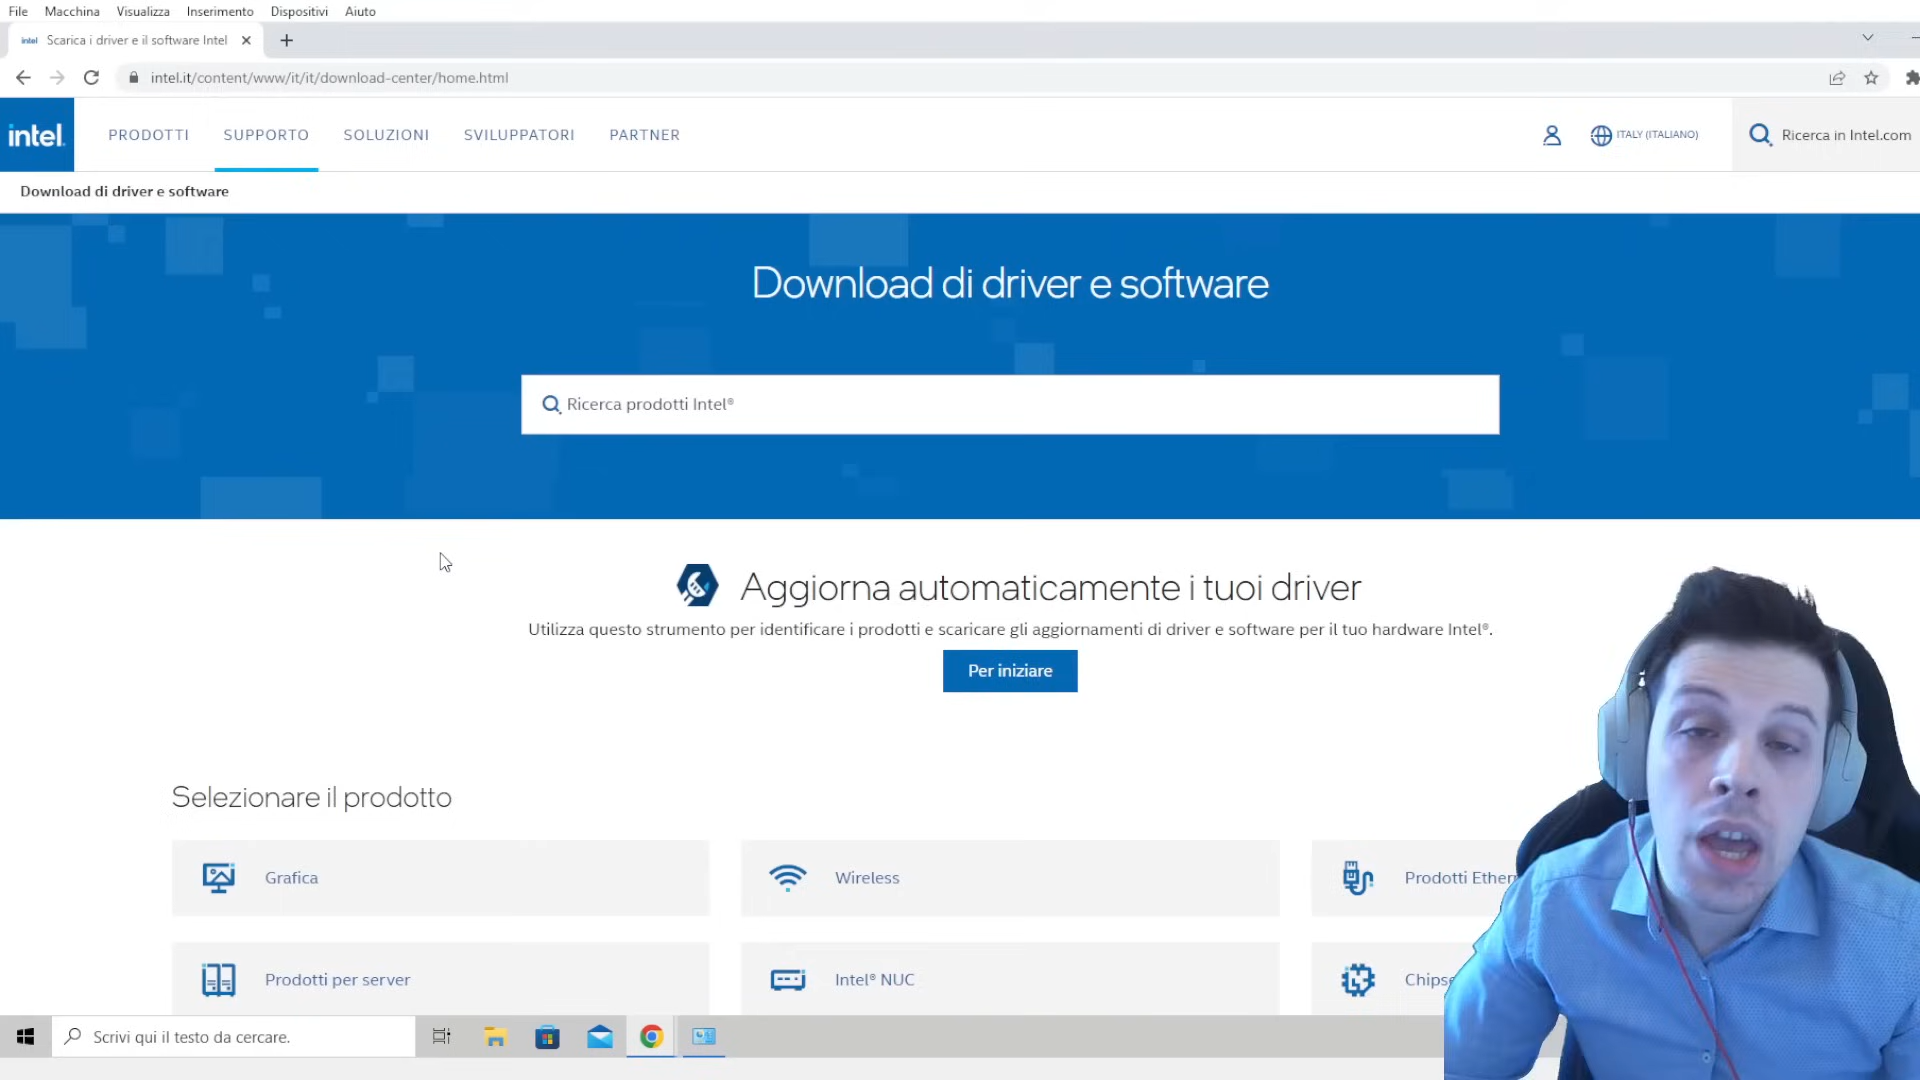 File Macchina Visualizza Inserimento Dispositivi Aiuto
intel Scarica i driver e il software Intel
intel.it/content/www/it/it/download-center/home.html
intel. PRODOTTI SUPPORTO SOLUZIONI SVILUPPATORI PARTNER ITALY (ITALIANO) Ricerca in Intel.com
Download di driver e software
Download di driver e software
Ricerca prodotti Intel®
Aggiorna automaticamente i tuoi driver
Utilizza questo strumento per identificare i prodotti e scaricare gli aggiornamenti di driver e software per il tuo hardware Intel®.
Per iniziare
Selezionare il prodotto
Grafica Wireless Prodotti
Prodotti per server Intel® NUC
Scrivi qui il testo da cercare.